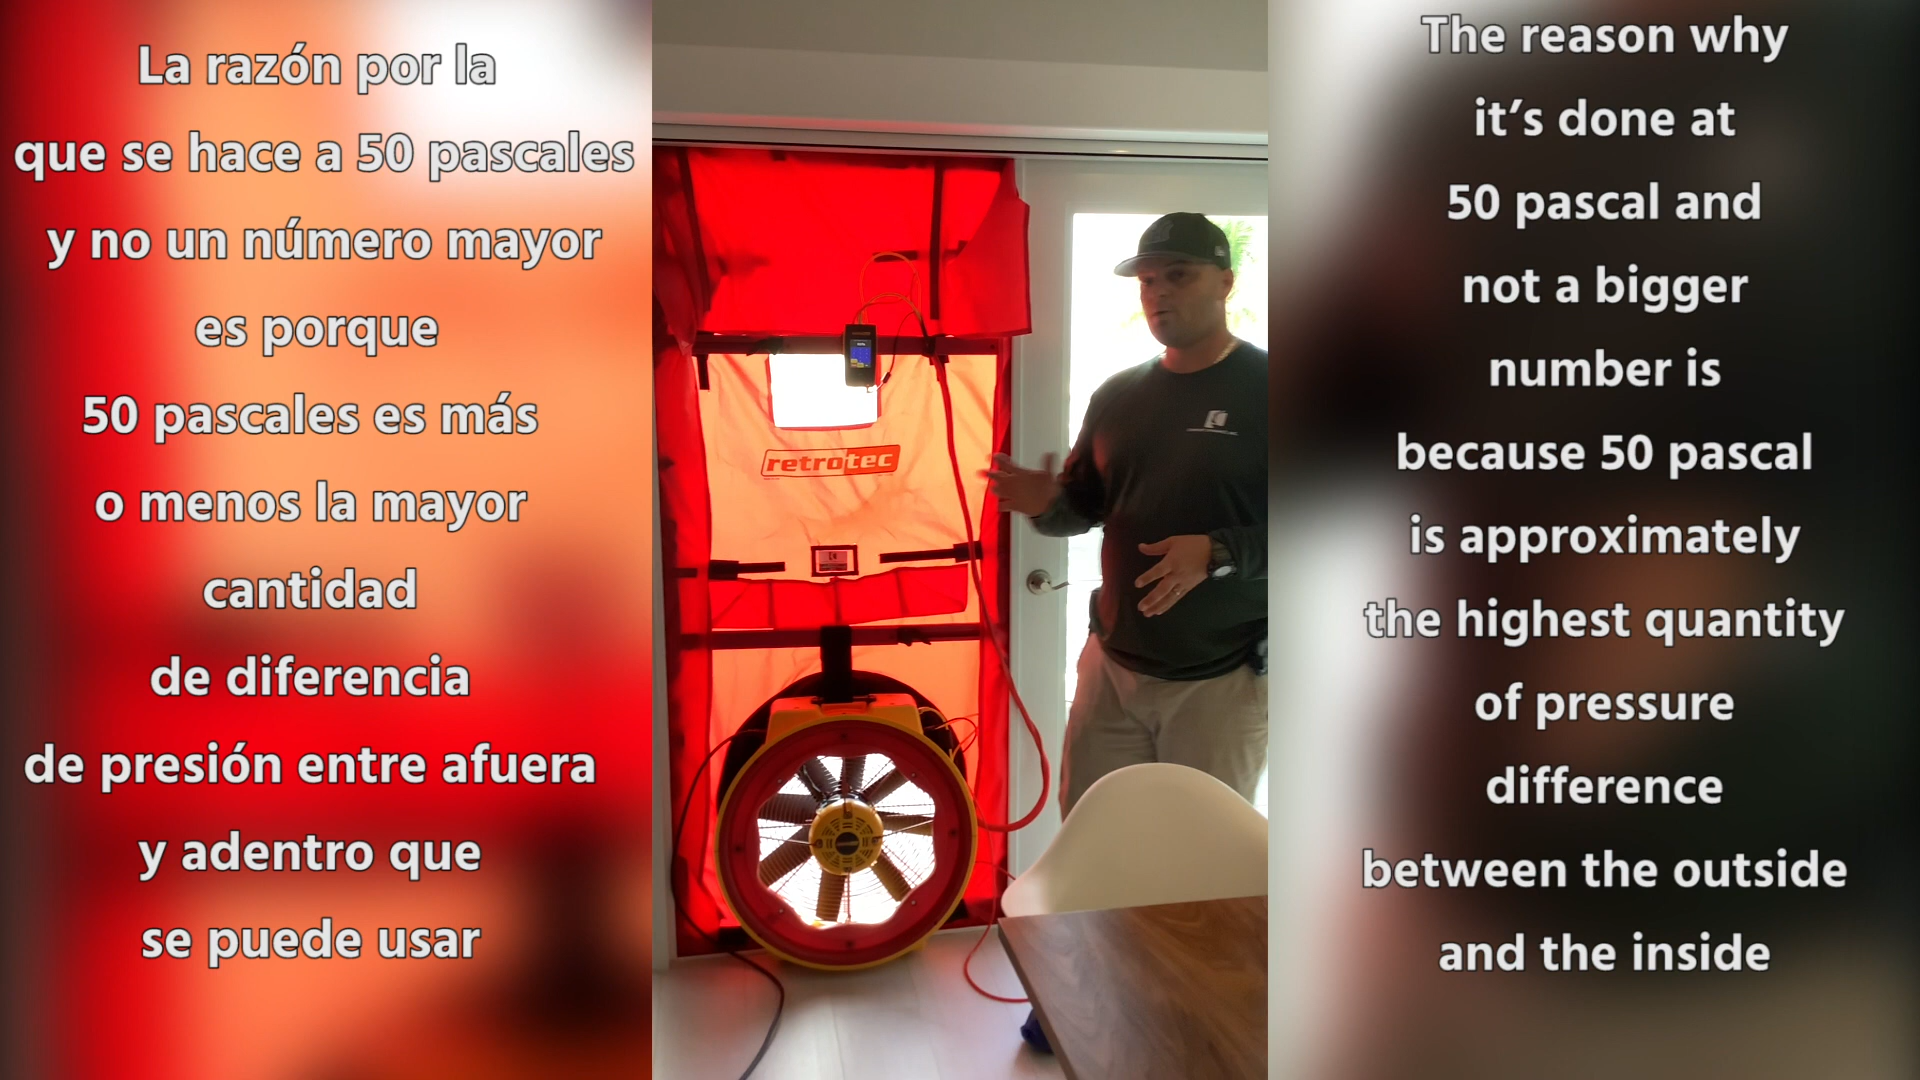 La razón por la
que se hace a 50 pascales
y no un número mayor
es porque
50 pascales es más
o menos la mayor
cantidad
de diferencia
de presión entre afuera
y adentro que
se puede usar
retrotec
The reason why
it’s done at
50 pascal and
not a bigger
number is
because 50 pascal
is approximately
the highest quantity
of pressure
difference
between the outside
and the inside